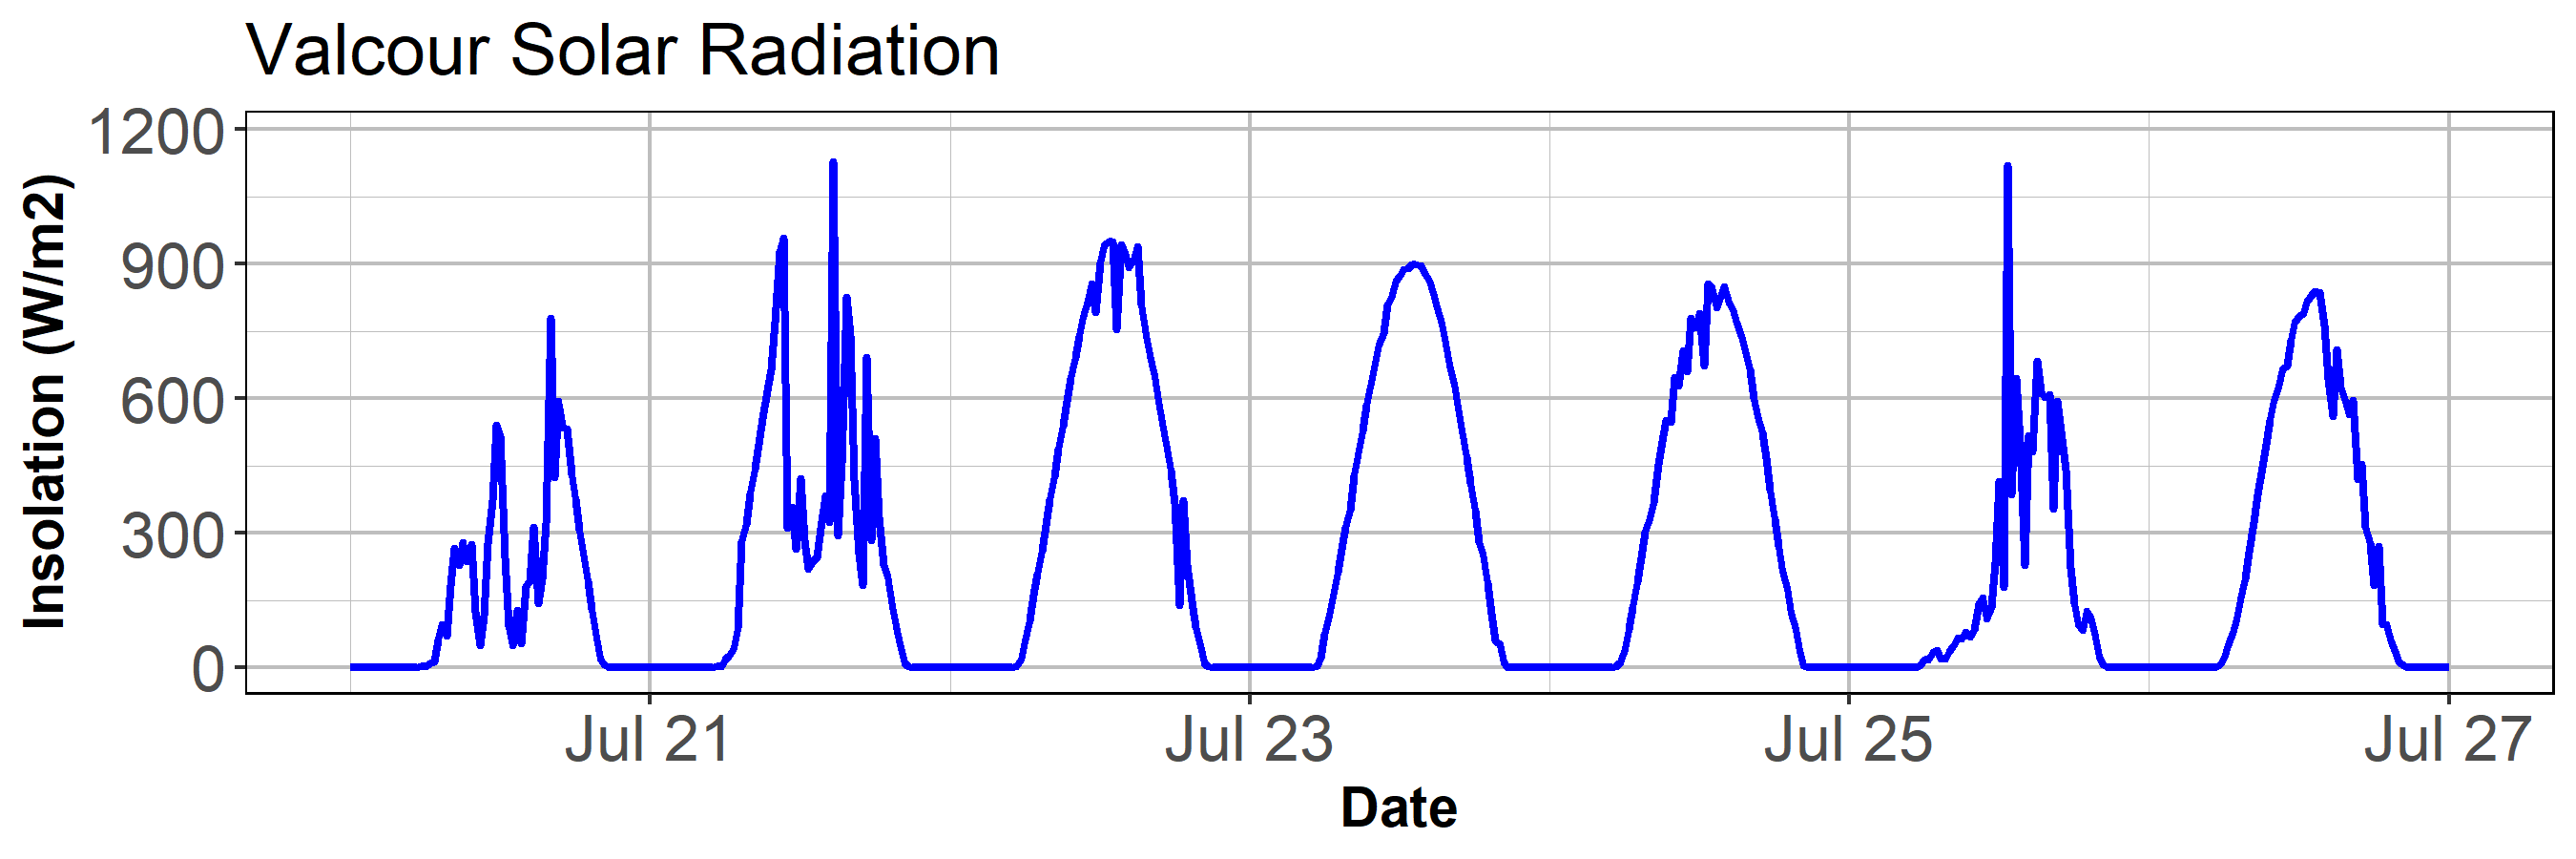 Valcour Solar Radiation
1200
900
600
300
0
Insolation (W/m2)
Jul 21 Jul 23 Jul 25 Jul 27
Date